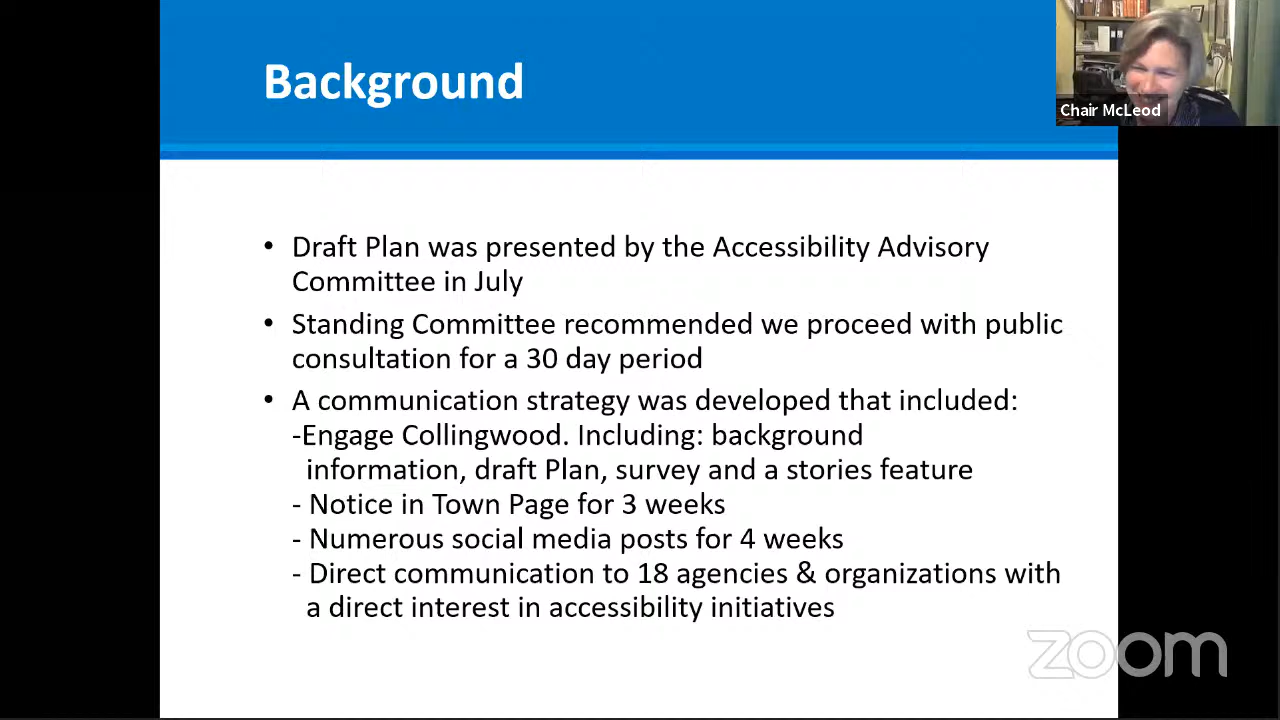 Background
Chair McLeod
• Draft Plan was presented by the Accessibility Advisory
Committee in July
• Standing Committee recommended we proceed with public
consultation for a 30 day period
• A communication strategy was developed that included:
-Engage Collingwood. Including: background
information, draft Plan, survey and a stories feature
- Notice in Town Page for 3 weeks
- Numerous social media posts for 4 weeks
- Direct communication to 18 agencies & organizations with
a direct interest in accessibility initiatives
zoom